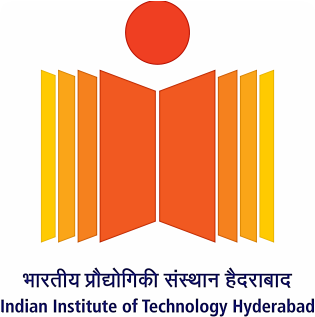 भारतीय प्रौद्योगिकी संस्थान हैदराबाद
Indian Institute of Technology Hyderabad